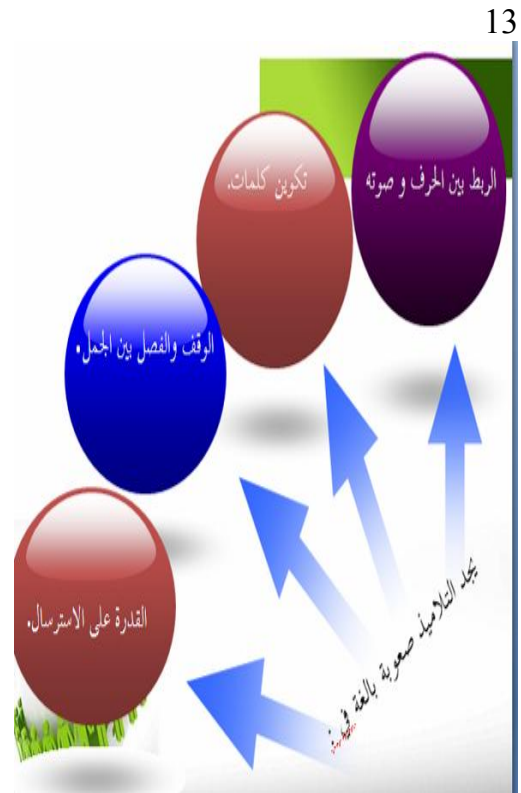 13
الربط بين الحرف و صوته
تكوين كلمات.
الوقف والفصل بين الجمل.
القدرة على الاسترسال.
يجد التلاميذ صعوبة بالغة في :